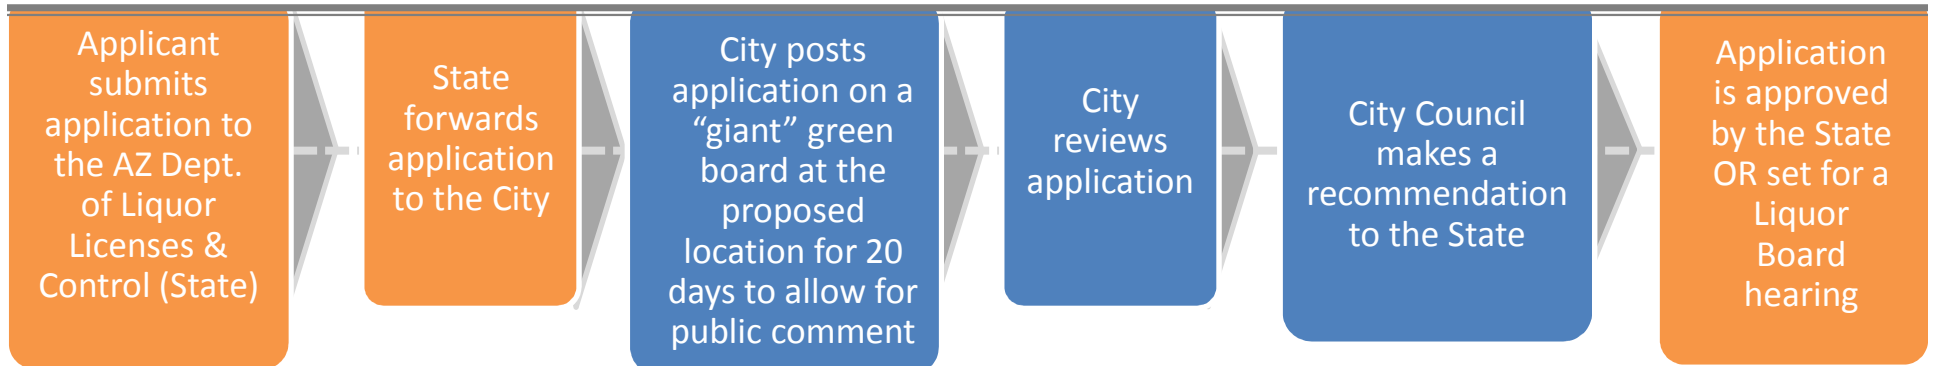 Applicant
submits
application to
the AZ Dept.
of Liquor
Licenses &
Control (State)
State
forwards
application
to the City
City posts
application on a
“giant” green
board at the
proposed
location for 20
days to allow for
public comment
City
reviews
application
City Council
makes a
recommendation
to the State
Application
is approved
by the State
OR set for a
Liquor
Board
hearing